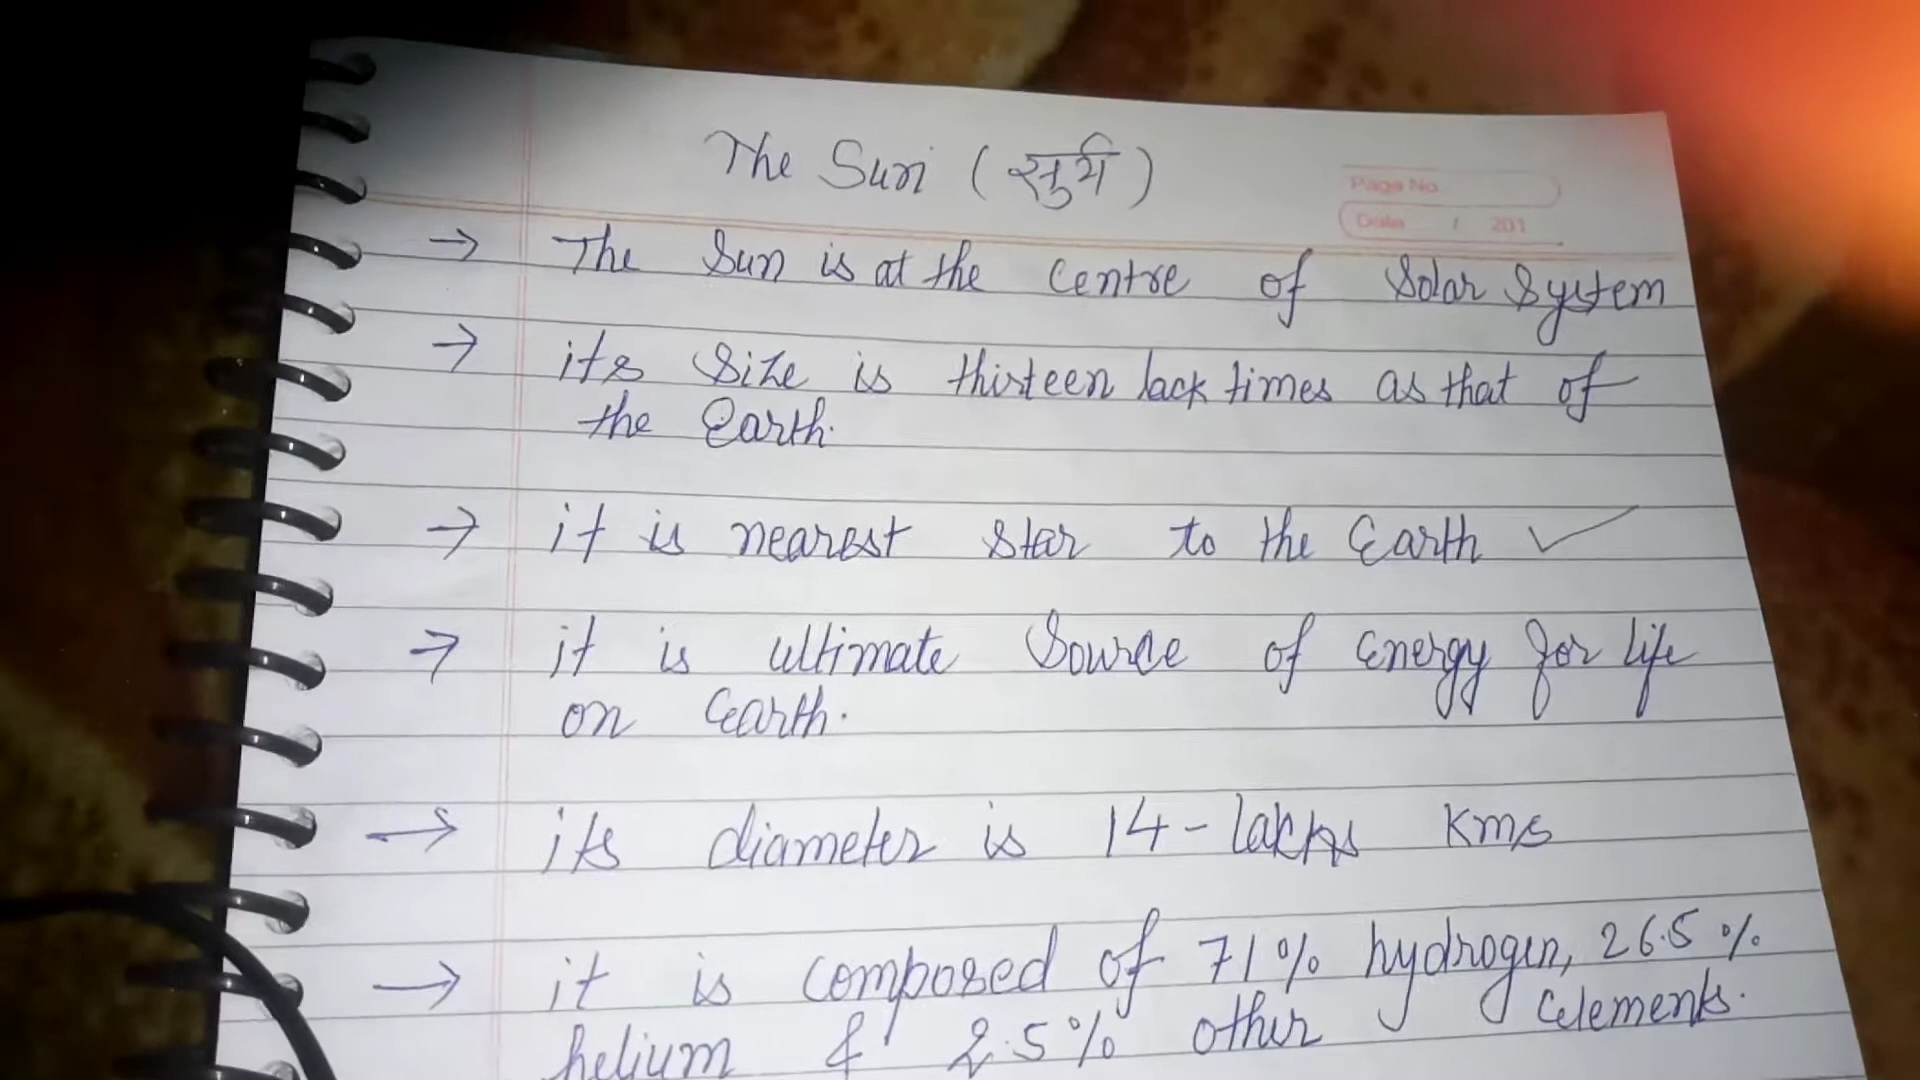 The Sun (सुर्य)
Page No.
Date / 201
→ The Sun is at the Centre of Solar System
→ its Size is thirteen lack times as that of
the Earth.
→ it is nearest star to the Earth ✓
→ it is ultimate Source of Energy for life
on Earth.
→ its diameter is 14-lakhs Kms
→ it is composed of 71% hydrogen, 26.5%
helium & 2.5% other Elements.